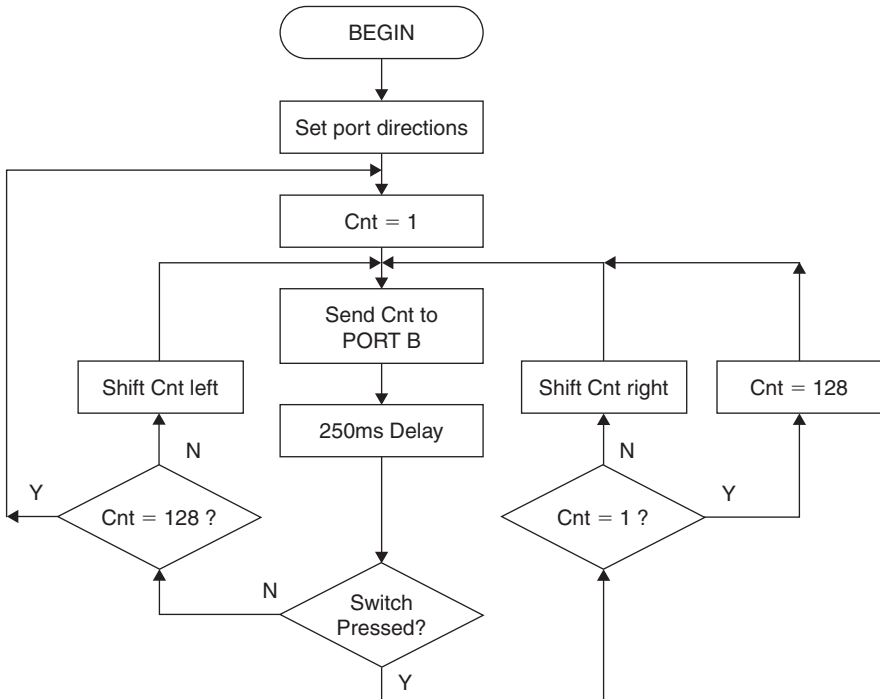 BEGIN
Set port directions
Cnt = 1
Send Cnt to
PORT B
Shift Cnt left
250ms Delay
Shift Cnt right
Cnt = 128
N
N
Y
Y
Cnt = 128 ?
Cnt = 1 ?
N
Switch
Pressed?
Y